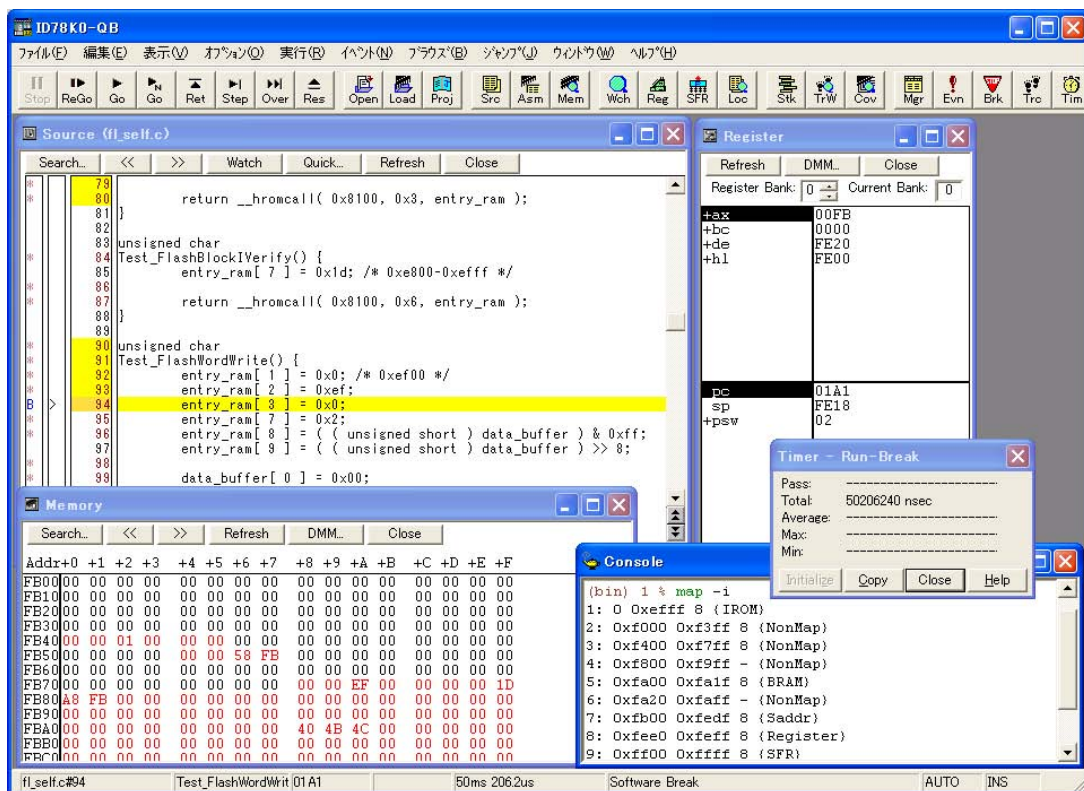 ID78K0-QB
ファイル(F) 編集(E) 表示(V) オプション(O) 実行(R) イベント(N) ブラウズ(B) ジャンプ(J) ウィンドウ(W) ヘルプ(H)
Stop ReGo Go Go Ret Step Over Res Open Load Proj Src Asm Mem Wch Reg SFR Loc Stk TrW Cov Mgr Evn Brk Trc Tim
Source (fl_self.c)
Search... << >> Watch Quick... Refresh Close
* 79
* 80 return __hromcall( 0x8100, 0x3, entry_ram );
81 }
82
83 unsigned char
* 84 Test_FlashBlockIVerify() {
85 entry_ram[ 7 ] = 0x1d; /* 0xe800-0xefff */
* 86
* 87 return __hromcall( 0x8100, 0x6, entry_ram );
88 }
89
* 90 unsigned char
* 91 Test_FlashWordWrite() {
* 92 entry_ram[ 1 ] = 0x0; /* 0xef00 */
* 93 entry_ram[ 2 ] = 0xef;
B > 94 entry_ram[ 3 ] = 0x0;
* 95 entry_ram[ 7 ] = 0x2;
* 96 entry_ram[ 8 ] = ( ( unsigned short ) data_buffer ) & 0xff;
97 entry_ram[ 9 ] = ( ( unsigned short ) data_buffer ) >> 8;
* 98
* 99 data_buffer[ 0 ] = 0x00;
Register
Refresh DMM... Close
Register Bank: 0 Current Bank: 0
+ax 00FB
+bc 0000
+de FE20
+hl FE00
pc 01A1
sp FE18
+psw 02
Timer - Run-Break
Pass: ------------------------
Total: 50206240 nsec
Average: ------------------------
Max: ------------------------
Min: ------------------------
Initialize Copy Close Help
Memory
Search... << >> Refresh DMM... Close
Addr +0 +1 +2 +3 +4 +5 +6 +7 +8 +9 +A +B +C +D +E +F
FB00 00 00 00 00 00 00 00 00 00 00 00 00 00 00 00 00
FB10 00 00 00 00 00 00 00 00 00 00 00 00 00 00 00 00
FB20 00 00 00 00 00 00 00 00 00 00 00 00 00 00 00 00
FB30 00 00 00 00 00 00 00 00 00 00 00 00 00 00 00 00
FB40 00 00 01 00 00 00 00 00 00 00 00 00 00 00 00 00
FB50 00 00 00 00 00 00 58 FB 00 00 00 00 00 00 00 00
FB60 00 00 00 00 00 00 00 00 00 00 00 00 00 00 00 00
FB70 00 00 00 00 00 00 00 00 00 00 EF 00 00 00 00 1D
FB80 A8 FB 00 00 00 00 00 00 00 00 00 00 00 00 00 00
FB90 00 00 00 00 00 00 00 00 00 00 00 00 00 00 00 00
FBA0 00 00 00 00 00 00 00 00 40 4B 4C 00 00 00 00 00
FBB0 00 00 00 00 00 00 00 00 00 00 00 00 00 00 00 00
FBC0 00 00 00 00 00 00 00 00 00 00 00 00 00 00 00 00
Console
(bin) 1 % map -i
1: 0 0xefff 8 {IROM}
2: 0xf000 0xf3ff 8 {NonMap}
3: 0xf400 0xf7ff 8 {NonMap}
4: 0xf800 0xf9ff - {NonMap}
5: 0xfa00 0xfa1f 8 {BRAM}
6: 0xfa20 0xfaff - {NonMap}
7: 0xfb00 0xfedf 8 {Saddr}
8: 0xfee0 0xfeff 8 {Register}
9: 0xff00 0xffff 8 {SFR}
fl_self.c#94 Test_FlashWordWrit 01A1 50ms 206.2us Software Break AUTO INS